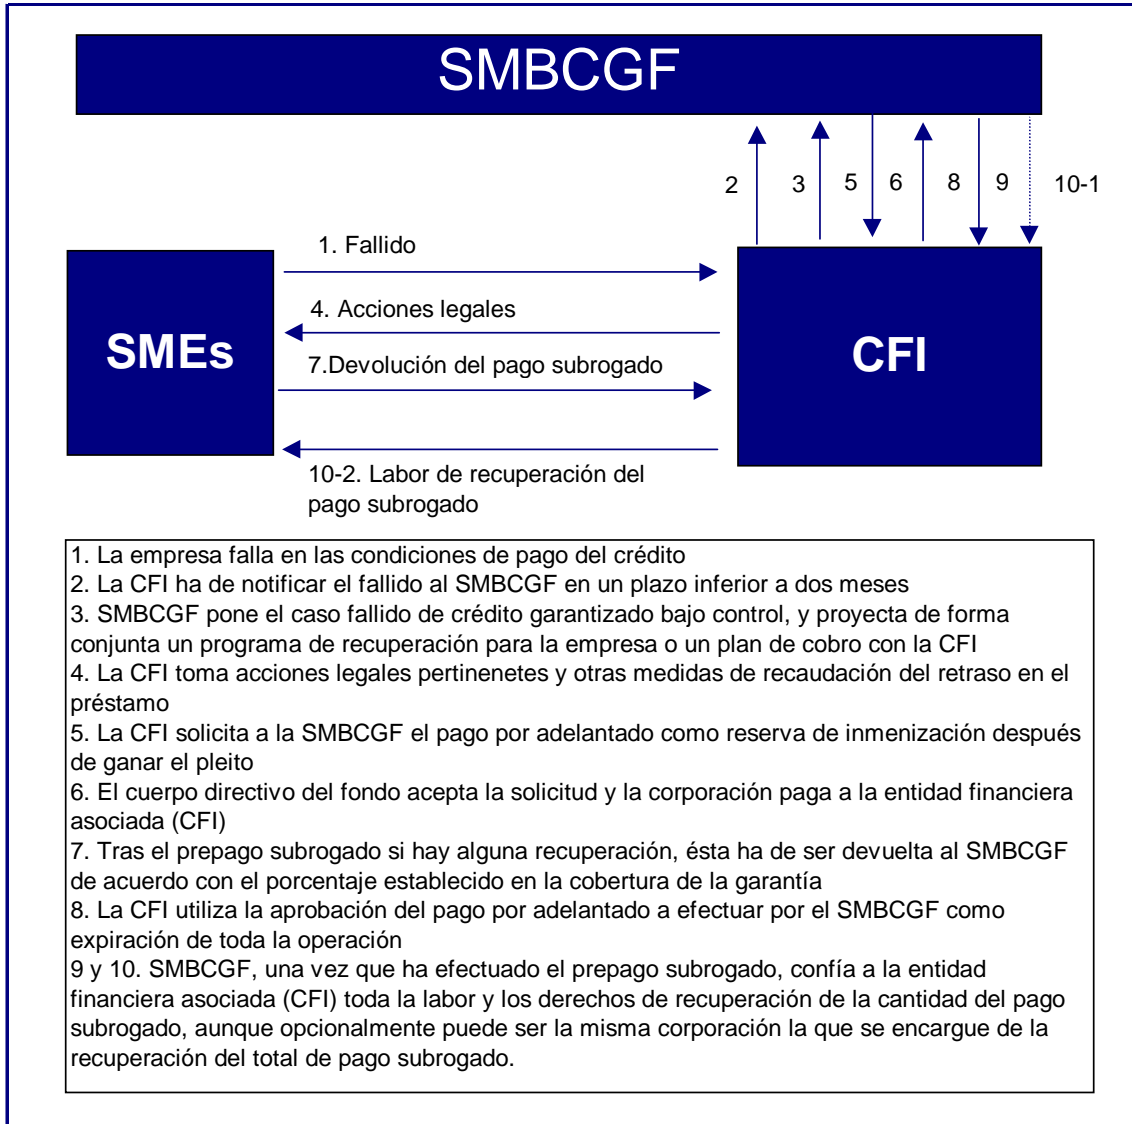 SMBCGF
2 3 5 6 8 9 10-1
1. Fallido
4. Acciones legales
SMEs
CFI
7.Devolución del pago subrogado
10-2. Labor de recuperación del
pago subrogado
1. La empresa falla en las condiciones de pago del crédito
2. La CFI ha de notificar el fallido al SMBCGF en un plazo inferior a dos meses
3. SMBCGF pone el caso fallido de crédito garantizado bajo control, y proyecta de forma
conjunta un programa de recuperación para la empresa o un plan de cobro con la CFI
4. La CFI toma acciones legales pertinenetes y otras medidas de recaudación del retraso en el
préstamo
5. La CFI solicita a la SMBCGF el pago por adelantado como reserva de inmenización después
de ganar el pleito
6. El cuerpo directivo del fondo acepta la solicitud y la corporación paga a la entidad financiera
asociada (CFI)
7. Tras el prepago subrogado si hay alguna recuperación, ésta ha de ser devuelta al SMBCGF
de acuerdo con el porcentaje establecido en la cobertura de la garantía
8. La CFI utiliza la aprobación del pago por adelantado a efectuar por el SMBCGF como
expiración de toda la operación
9 y 10. SMBCGF, una vez que ha efectuado el prepago subrogado, confía a la entidad
financiera asociada (CFI) toda la labor y los derechos de recuperación de la cantidad del pago
subrogado, aunque opcionalmente puede ser la misma corporación la que se encargue de la
recuperación del total de pago subrogado.